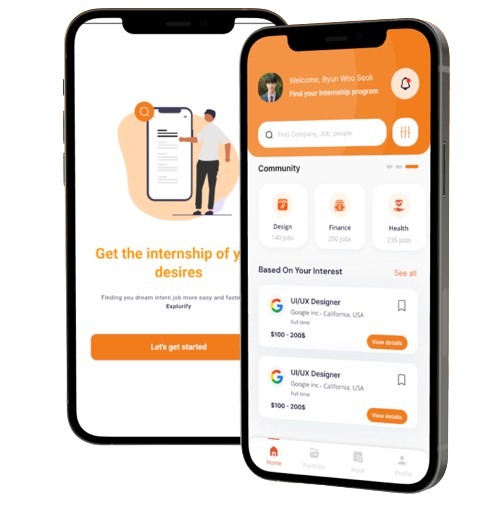 Get the internship of y
desires
Finding you dream intern job more easy and faste
Explorify
Let's get started
Welcome, Byun Woo Seok
Find your internship program
Find Company, Job, people
Community
Design
140 jobs
Finance
250 jobs
Health
235 jobs
Based On Your Interest
See all
UI/UX Designer
Google inc · California, USA
Full-time
$100 - 200$
View details
UI/UX Designer
Google inc · California, USA
Full-time
$100 - 200$
View details
Home
Portfolio
Profile